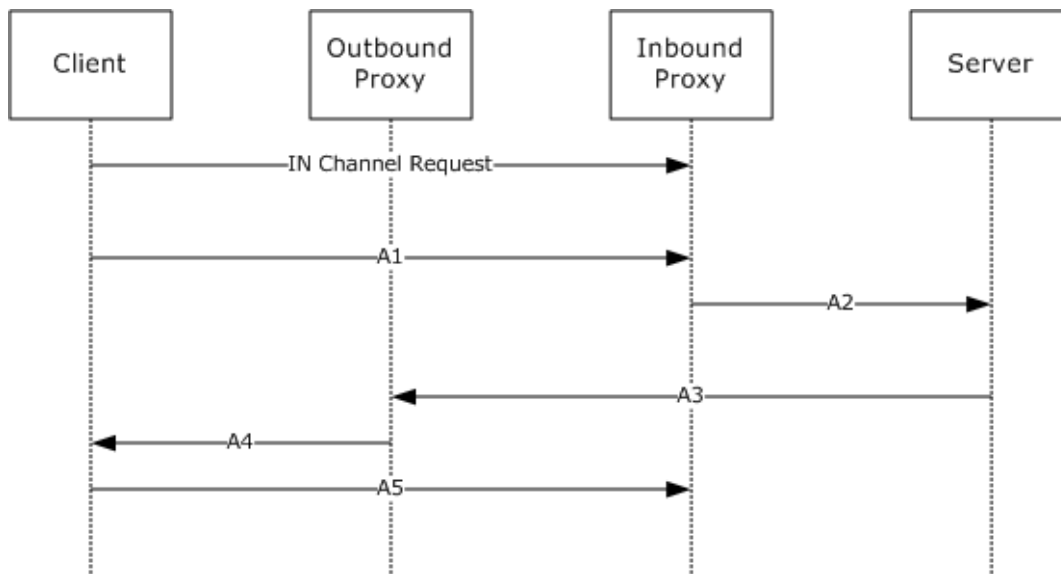 Client
Outbound
Proxy
Inbound
Proxy
Server
IN Channel Request
A1
A2
A3
A4
A5